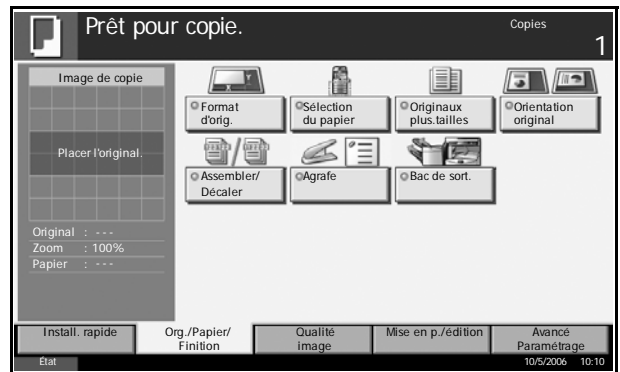 Prêt pour copie.
Copies
1
Image de copie
Placer l'original.
Original : ---
Zoom : 100%
Papier : ---
Format
d'orig.
Sélection
du papier
Originaux
plus.tailles
Orientation
original
Assembler/
Décaler
Agrafe
Bac de sort.
Install. rapide
Org./Papier/
Finition
Qualité
image
Mise en p./édition
Avancé
Paramétrage
État
10/5/2006 10:10